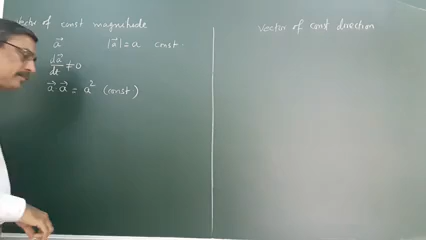 Vector of const magnitude
a⃗ |a⃗| = a const
da⃗/dt ≠ 0
a⃗ · a⃗ = a² (const)
vector of const direction